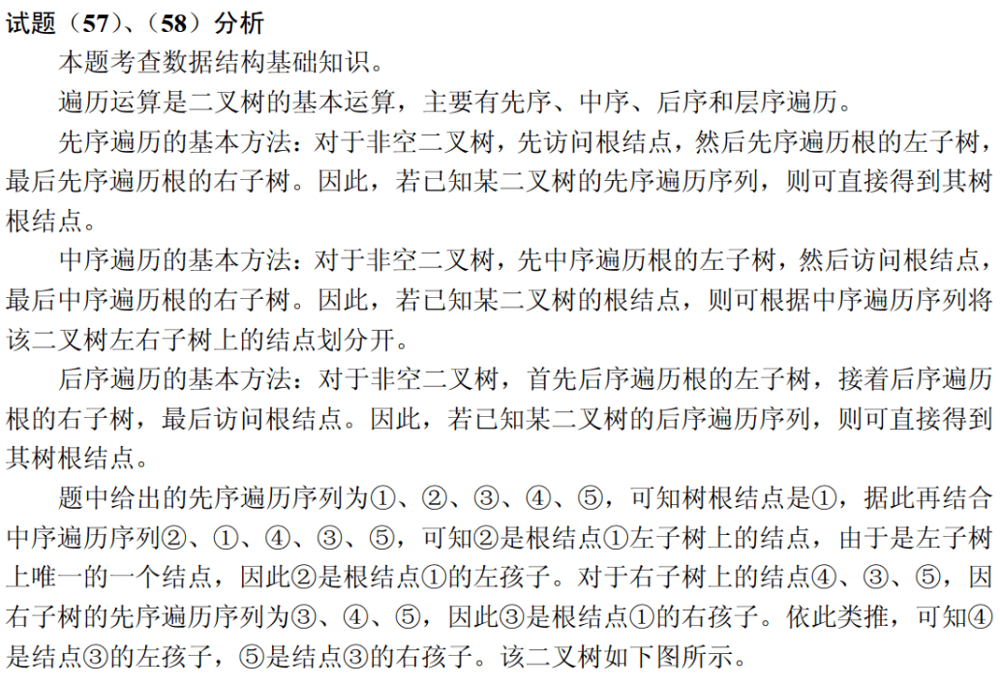 试题（57）、（58）分析
本题考查数据结构基础知识。
遍历运算是二叉树的基本运算，主要有先序、中序、后序和层序遍历。
先序遍历的基本方法：对于非空二叉树，先访问根结点，然后先序遍历根的左子树，
最后先序遍历根的右子树。因此，若已知某二叉树的先序遍历序列，则可直接得到其树
根结点。
中序遍历的基本方法：对于非空二叉树，先中序遍历根的左子树，然后访问根结点，
最后中序遍历根的右子树。因此，若已知某二叉树的根结点，则可根据中序遍历序列将
该二叉树左右子树上的结点划分开。
后序遍历的基本方法：对于非空二叉树，首先后序遍历根的左子树，接着后序遍历
根的右子树，最后访问根结点。因此，若已知某二叉树的后序遍历序列，则可直接得到
其树根结点。
题中给出的先序遍历序列为①、②、③、④、⑤，可知树根结点是①，据此再结合
中序遍历序列②、①、④、③、⑤，可知②是根结点①左子树上的结点，由于是左子树
上唯一的一个结点，因此②是根结点①的左孩子。对于右子树上的结点④、③、⑤，因
右子树的先序遍历序列为③、④、⑤，因此③是根结点①的右孩子。依此类推，可知④
是结点③的左孩子，⑤是结点③的右孩子。该二叉树如下图所示。